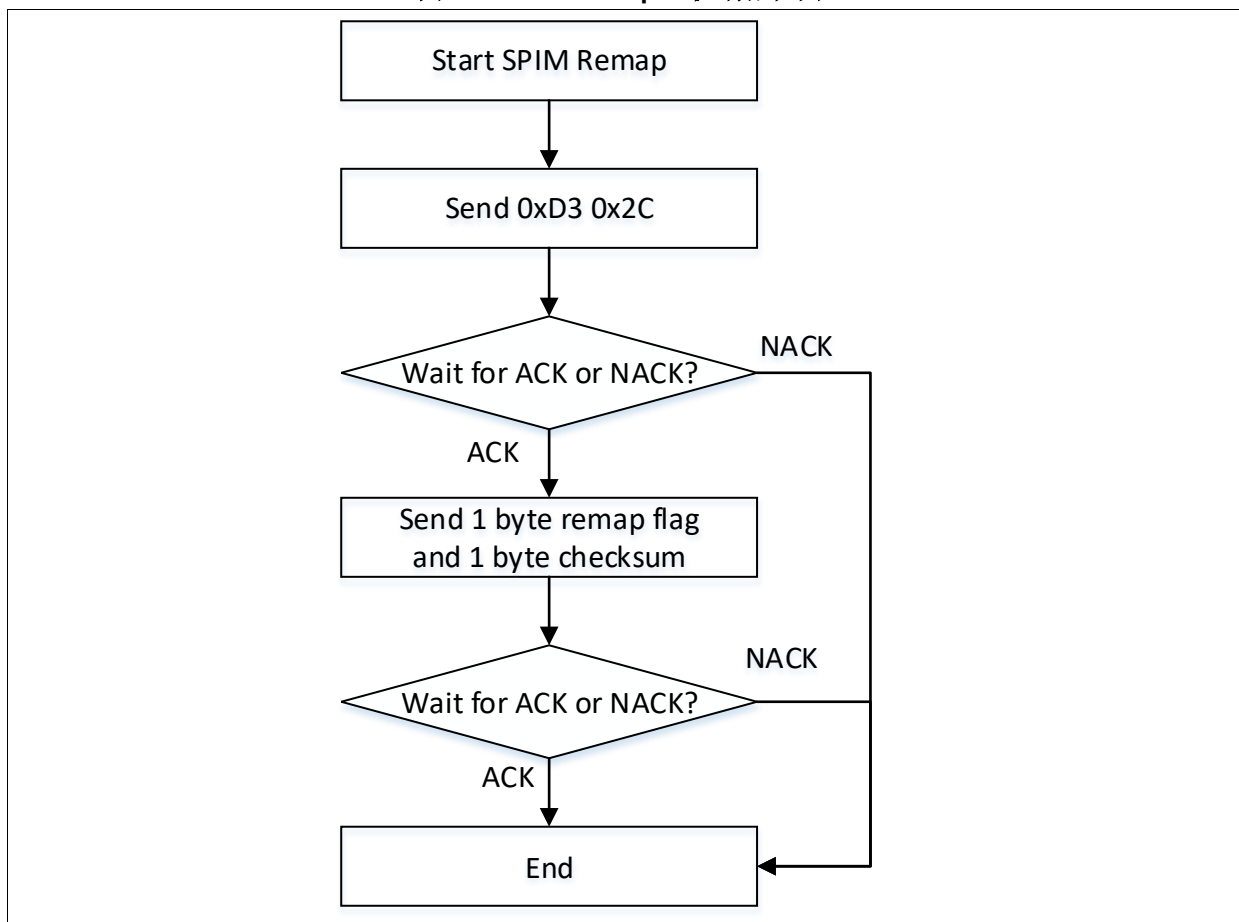 Start SPIM Remap
Send 0xD3 0x2C
Wait for ACK or NACK?
NACK
ACK
Send 1 byte remap flag
and 1 byte checksum
Wait for ACK or NACK?
NACK
ACK
End